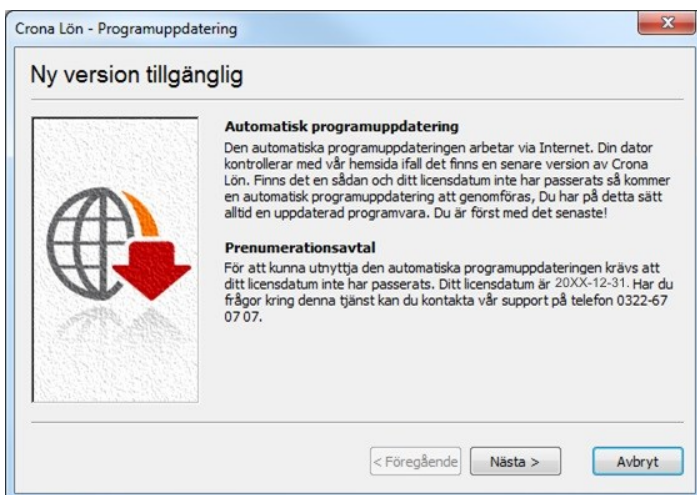 Crona Lön - Programuppdatering
Ny version tillgänglig
Automatisk programuppdatering
Den automatiska programuppdateringen arbetar via Internet. Din dator
kontrollerar med vår hemsida ifall det finns en senare version av Crona
Lön. Finns det en sådan och ditt licensdatum inte har passerats så kommer
en automatisk programuppdatering att genomföras, Du har på detta sätt
alltid en uppdaterad programvara. Du är först med det senaste!
Prenumerationsavtal
För att kunna utnyttja den automatiska programuppdateringen krävs att
ditt licensdatum inte har passerats. Ditt licensdatum är 20XX-12-31. Har du
frågor kring denna tjänst kan du kontakta vår support på telefon 0322-67
07 07.
< Föregående Nästa > Avbryt